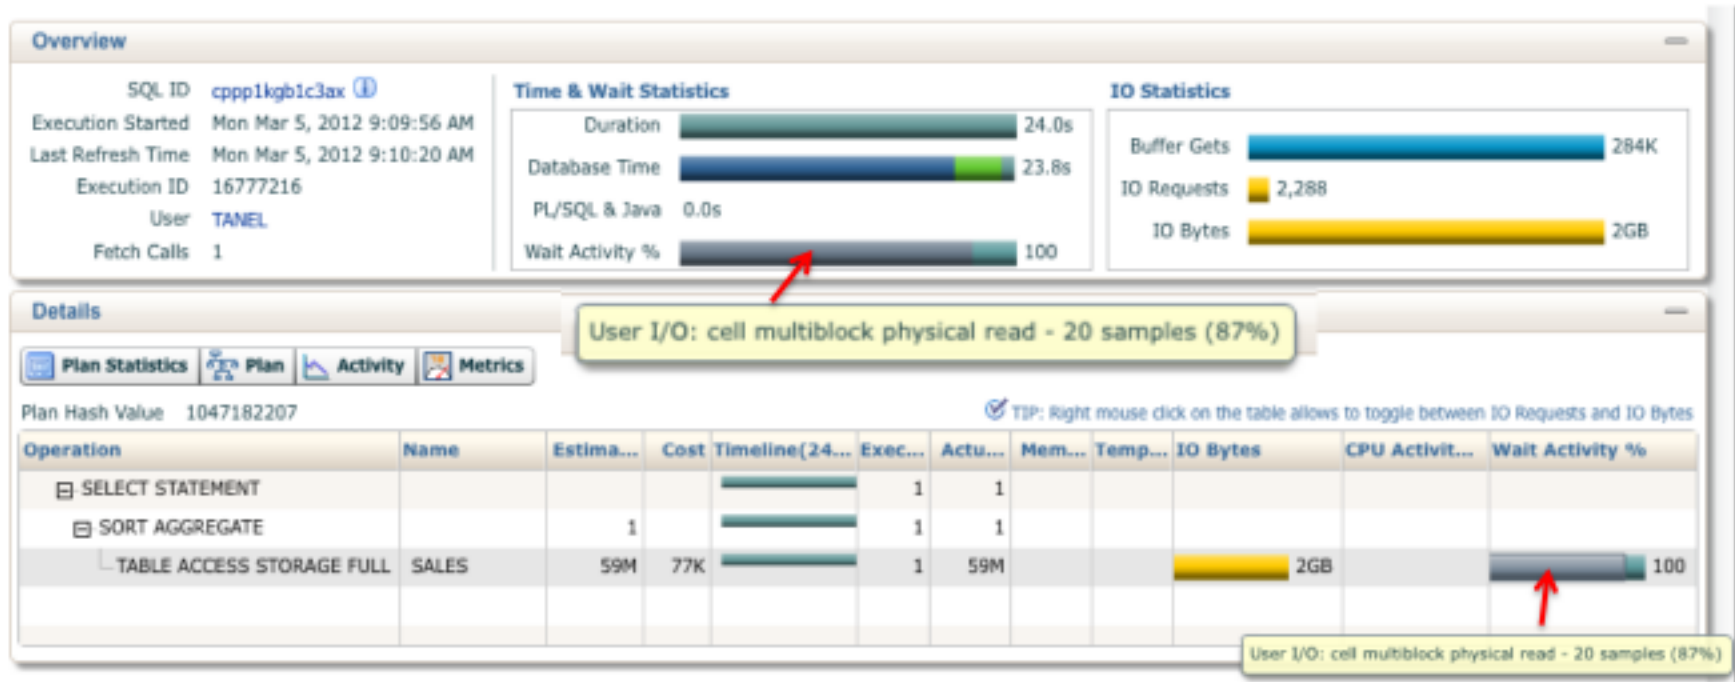 Overview
SQL ID cppp1kgb1c3ax
Execution Started Mon Mar 5, 2012 9:09:56 AM
Last Refresh Time Mon Mar 5, 2012 9:10:20 AM
Execution ID 16777216
User TANEL
Fetch Calls 1
Time & Wait Statistics
Duration 24.0s
Database Time 23.8s
PL/SQL & Java 0.0s
Wait Activity % 100
IO Statistics
Buffer Gets 284K
IO Requests 2,288
IO Bytes 2GB
User I/O: cell multiblock physical read - 20 samples (87%)
Details
Plan Statistics Plan Activity Metrics
Plan Hash Value 1047182207
TIP: Right mouse click on the table allows to toggle between IO Requests and IO Bytes
Operation Name Estima... Cost Timeline(24... Exec... Actu... Mem... Temp... IO Bytes CPU Activit... Wait Activity %
SELECT STATEMENT 1 1
SORT AGGREGATE 1 1 1
TABLE ACCESS STORAGE FULL SALES 59M 77K 1 59M 2GB 100
User I/O: cell multiblock physical read - 20 samples (87%)